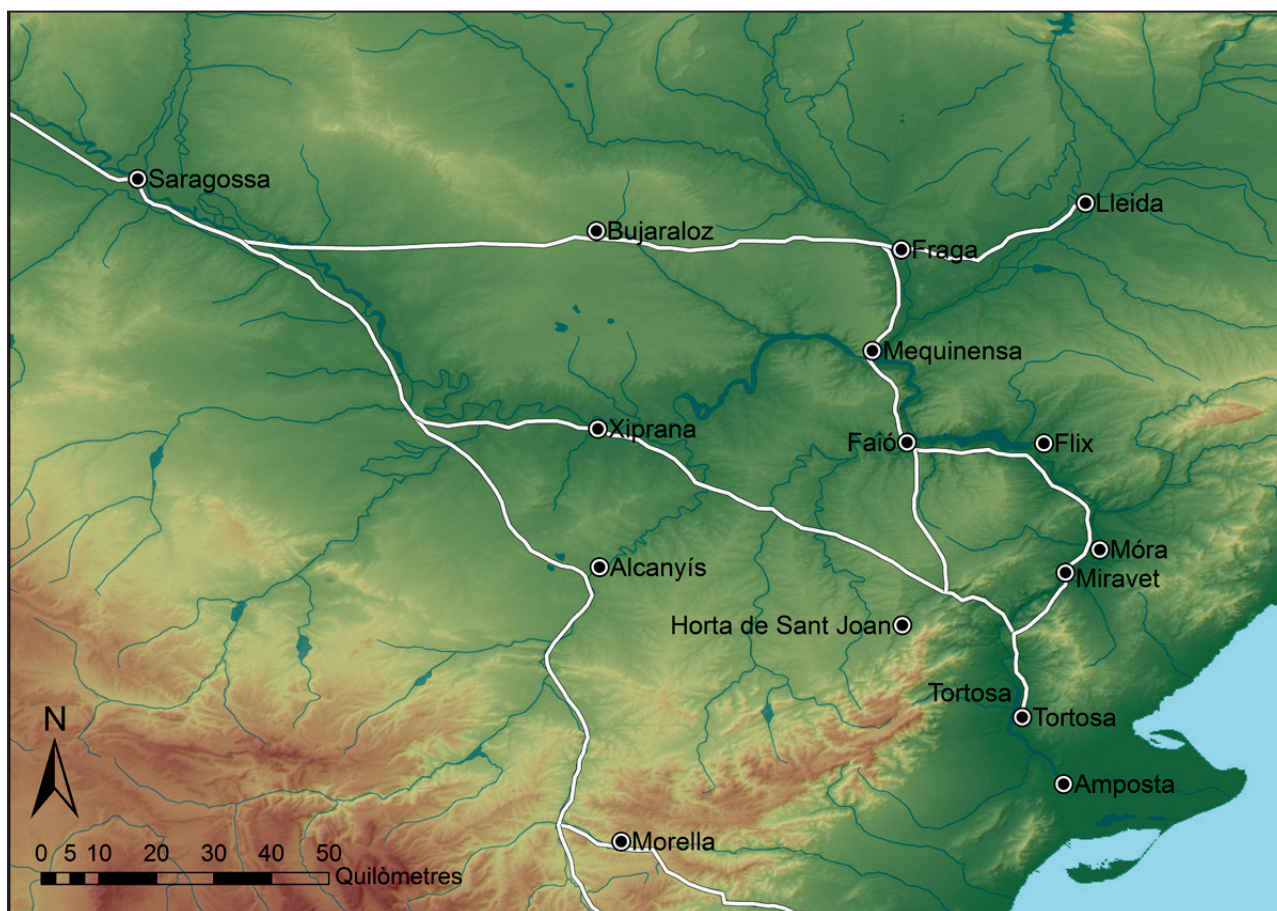 Saragossa
Lleida
Bujaraloz
Fraga
Mequinensa
Xiprana
Faió
Flix
Móra
Alcanyís
Miravet
Horta de Sant Joan
Tortosa
Tortosa
N
Amposta
Morella
0 5 10 20 30 40 50
Quilòmetres